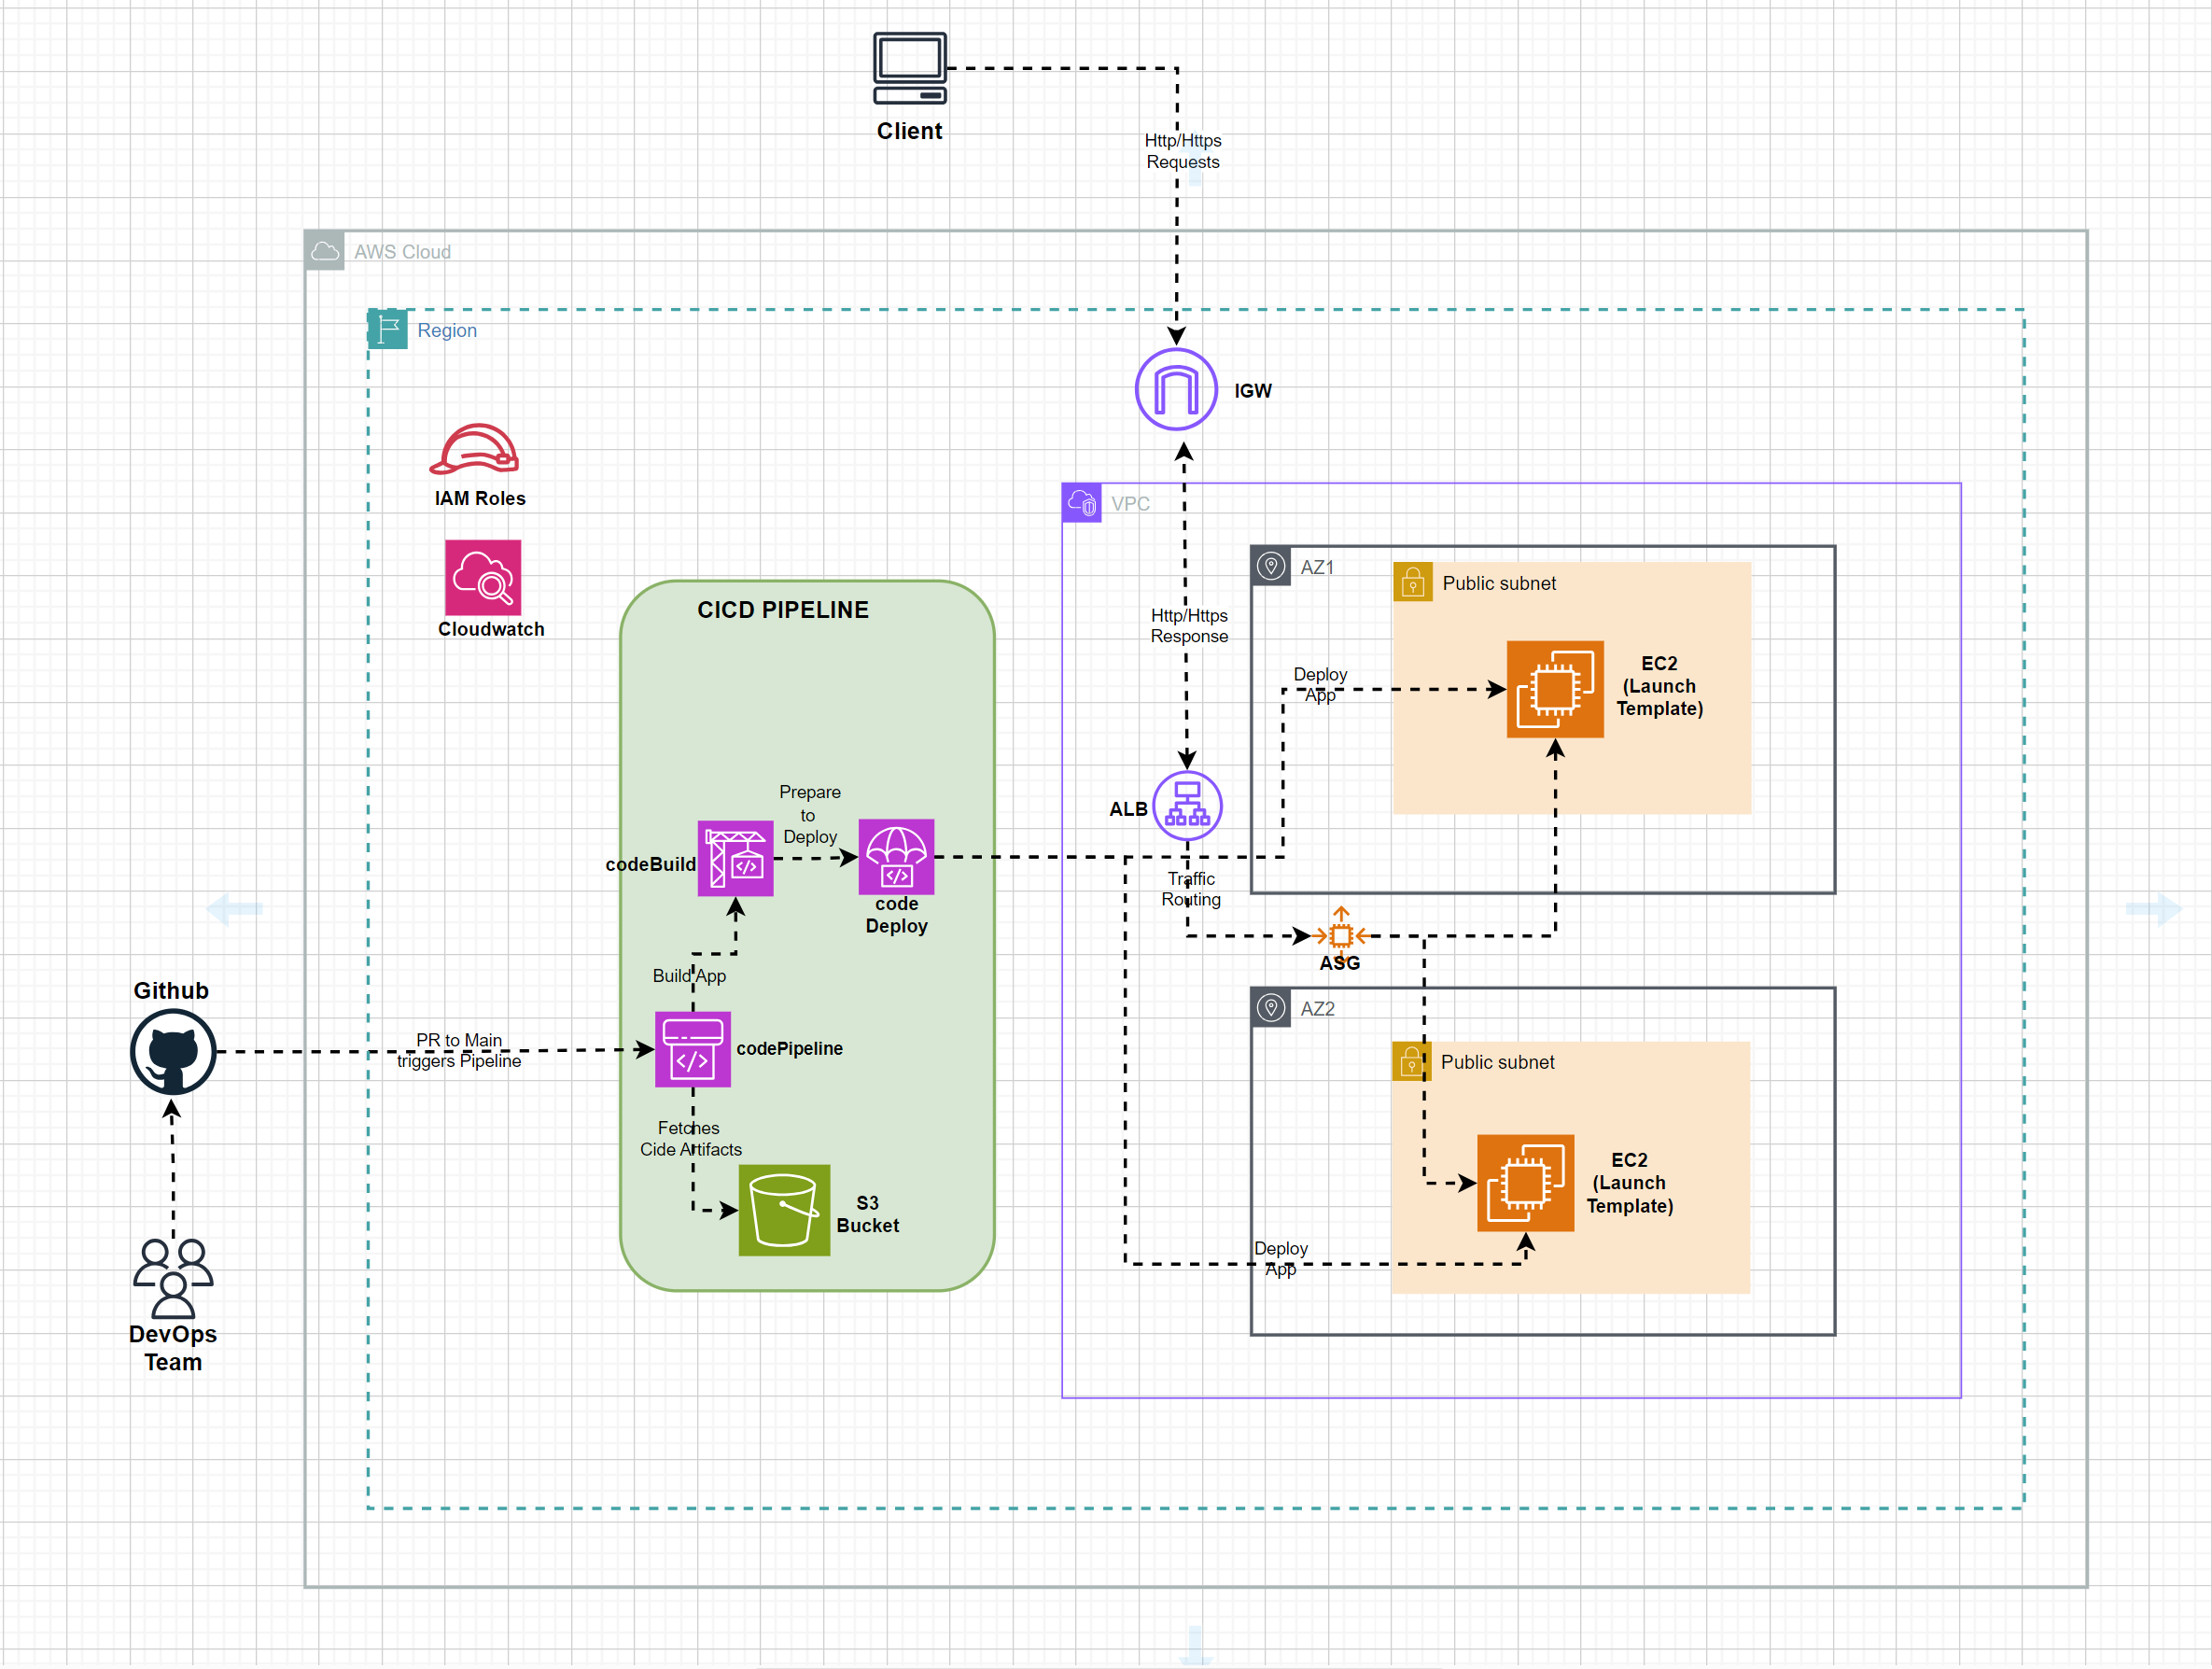 Client
Http/Https
Requests
AWS Cloud
Region
IGW
IAM Roles
VPC
Cloudwatch
AZ1
Public subnet
CICD PIPELINE
Http/Https
Response
Deploy
App
EC2
(Launch
Template)
Prepare
to
Deploy
ALB
codeBuild
code
Deploy
Traffic
Routing
ASG
Build App
Github
AZ2
PR to Main
triggers Pipeline
codePipeline
Public subnet
Fetches
Cide Artifacts
EC2
(Launch
Template)
S3
Bucket
Deploy
App
DevOps
Team